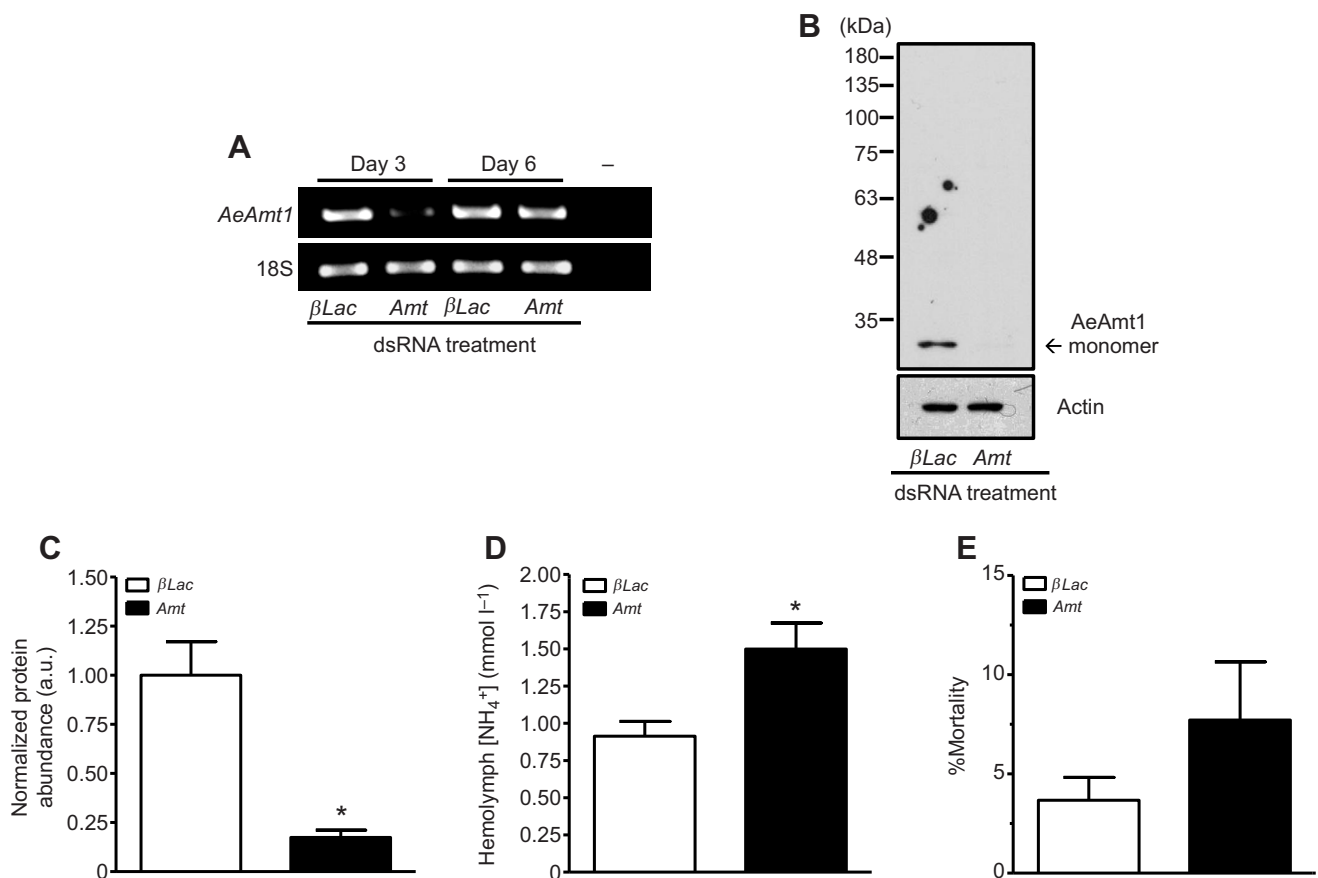 A
Day 3 Day 6 –
AeAmt1
18S
βLac Amt βLac Amt
dsRNA treatment
B (kDa)
180
135
100
75
63
48
35
AeAmt1
← monomer
Actin
βLac Amt
dsRNA treatment
C
βLac
Amt
Normalized protein
abundance (a.u.)
1.50
1.25
1.00
0.75
0.50
0.25
0
*
D
βLac
Amt
Hemolymph [NH₄⁺] (mmol l⁻¹)
2.00
1.75
1.50
1.25
1.00
0.75
0.50
0.25
0
*
E
βLac
Amt
%Mortality
15
10
5
0